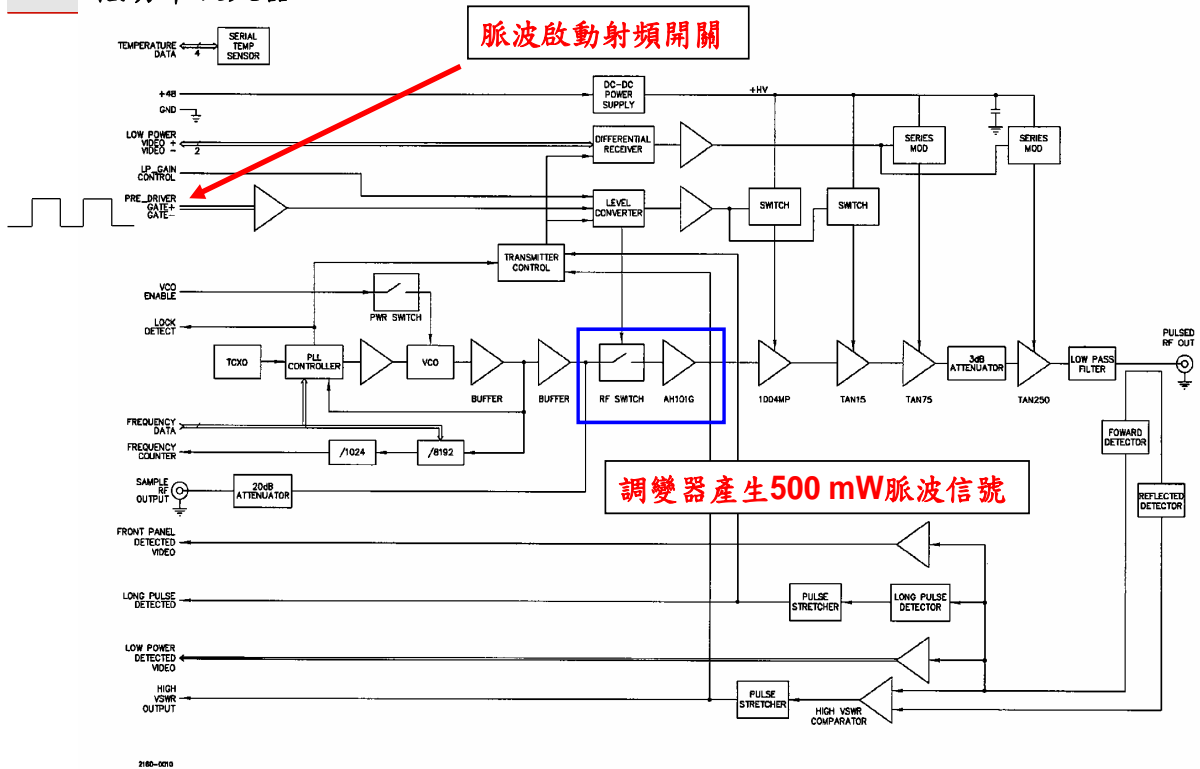 脈波啟動射頻開關
TEMPERATURE
DATA
4
SERIAL
TEMP
SENSOR
+48
GND
DC-DC
POWER
SUPPLY
+HV
LOW POWER
VIDEO +
VIDEO -
2
DIFFERENTIAL
RECEIVER
SERIES
MOD
SERIES
MOD
LP_GAIN
CONTROL
PRE_DRIVER
GATE+
GATE-
LEVEL
CONVERTER
SWITCH
SWITCH
TRANSMITTER
CONTROL
VCO
ENABLE
PWR SWITCH
LOCK
DETECT
TCXO
PLL
CONTROLLER
VCO
BUFFER
BUFFER
RF SWITCH
AH101G
1004MP
TAN15
TAN75
3dB
ATTENUATOR
TAN250
LOW PASS
FILTER
PULSED
RF OUT
FREQUENCY
DATA
FREQUENCY
COUNTER
/1024
/8192
FOWARD
DETECTOR
SAMPLE
RF
OUTPUT
20dB
ATTENUATOR
調變器產生500 mW脈波信號
REFLECTED
DETECTOR
FRONT PANEL
DETECTED
VIDEO
LONG PULSE
DETECTED
PULSE
STRETCHER
LONG PULSE
DETECTOR
LOW POWER
DETECTED
VIDEO
HIGH
VSWR
OUTPUT
PULSE
STRETCHER
HIGH VSWR
COMPARATOR
2160-0010